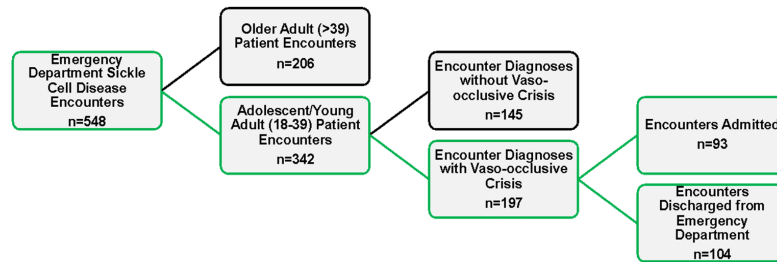 Emergency
Department Sickle
Cell Disease
Encounters
n=548
Older Adult (>39)
Patient Encounters
n=206
Adolescent/Young
Adult (18-39) Patient
Encounters
n=342
Encounter Diagnoses
without Vaso-
occlusive Crisis
n=145
Encounter Diagnoses
with Vaso-occlusive
Crisis
n=197
Encounters Admitted
n=93
Encounters
Discharged from
Emergency
Department
n=104